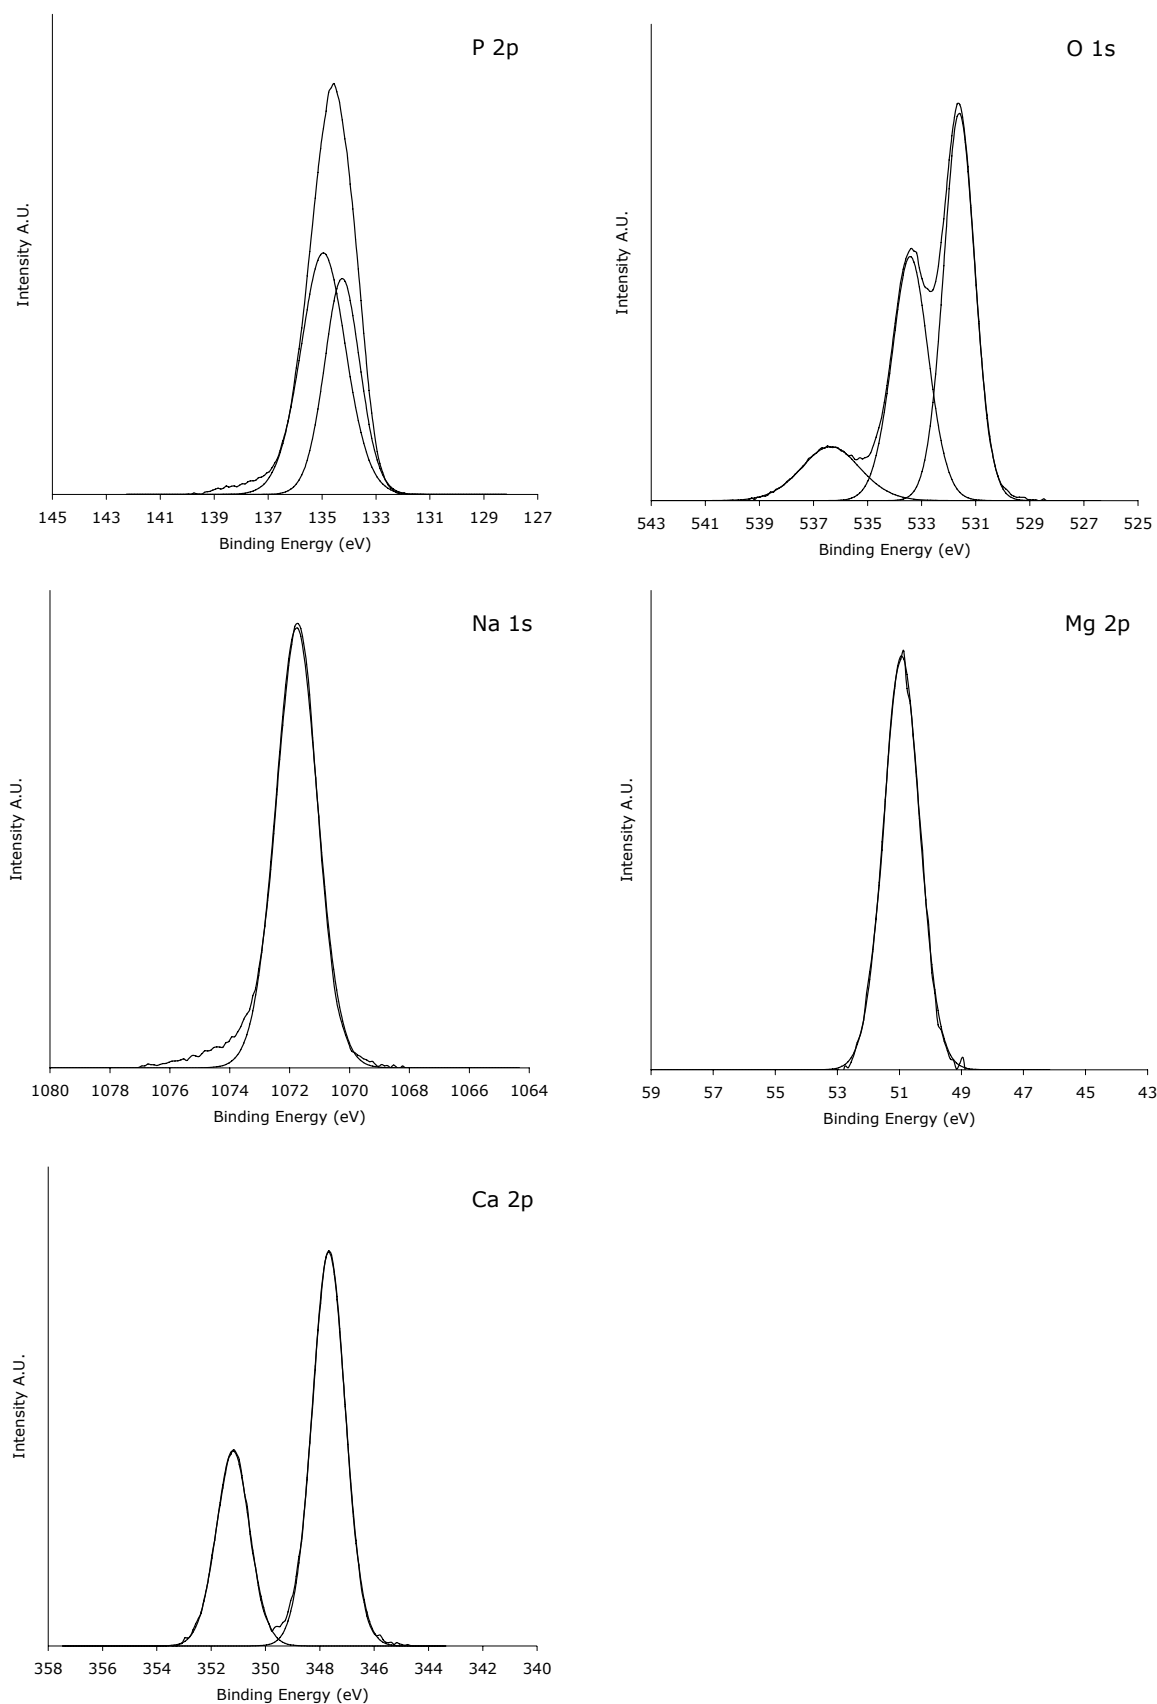 P 2p
Intensity A.U.
145 143 141 139 137 135 133 131 129 127
Binding Energy (eV)
O 1s
Intensity A.U.
543 541 539 537 535 533 531 529 527 525
Binding Energy (eV)
Na 1s
Intensity A.U.
1080 1078 1076 1074 1072 1070 1068 1066 1064
Binding Energy (eV)
Mg 2p
Intensity A.U.
59 57 55 53 51 49 47 45 43
Binding Energy (eV)
Ca 2p
Intensity A.U.
358 356 354 352 350 348 346 344 342 340
Binding Energy (eV)